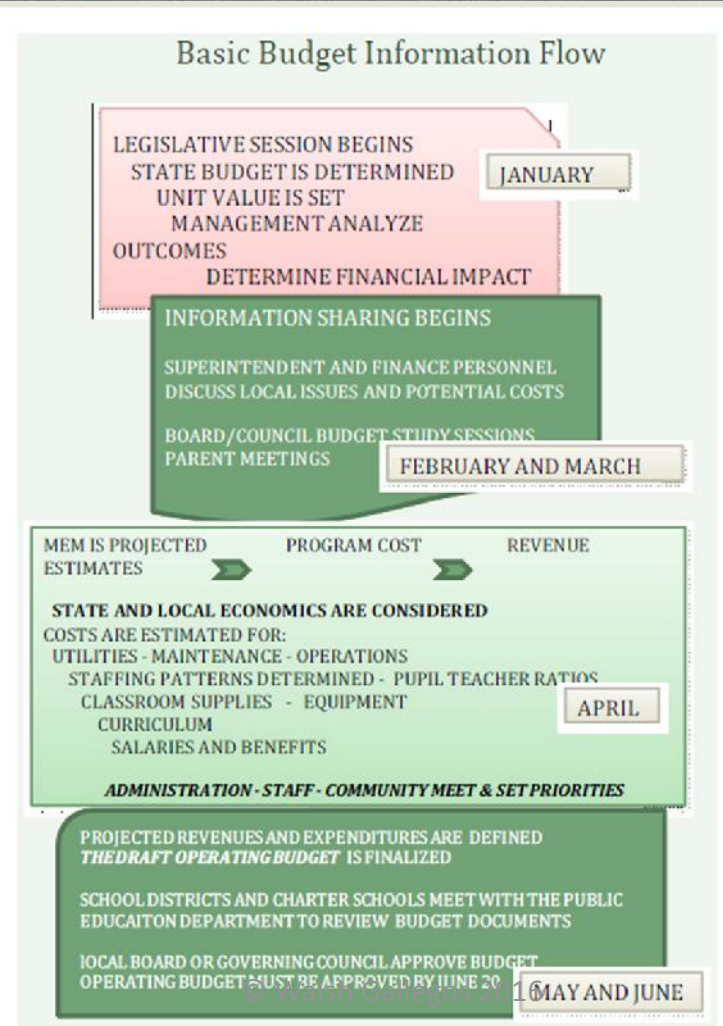 Basic Budget Information Flow
LEGISLATIVE SESSION BEGINS
STATE BUDGET IS DETERMINED
UNIT VALUE IS SET
MANAGEMENT ANALYZE
OUTCOMES
DETERMINE FINANCIAL IMPACT
JANUARY
INFORMATION SHARING BEGINS
SUPERINTENDENT AND FINANCE PERSONNEL
DISCUSS LOCAL ISSUES AND POTENTIAL COSTS
BOARD/COUNCIL BUDGET STUDY SESSIONS
PARENT MEETINGS
FEBRUARY AND MARCH
MEM IS PROJECTED PROGRAM COST REVENUE
ESTIMATES
STATE AND LOCAL ECONOMICS ARE CONSIDERED
COSTS ARE ESTIMATED FOR:
UTILITIES - MAINTENANCE - OPERATIONS
STAFFING PATTERNS DETERMINED - PUPIL TEACHER RATIOS
CLASSROOM SUPPLIES - EQUIPMENT
CURRICULUM
SALARIES AND BENEFITS
APRIL
ADMINISTRATION - STAFF - COMMUNITY MEET & SET PRIORITIES
PROJECTED REVENUES AND EXPENDITURES ARE DEFINED
THE DRAFT OPERATING BUDGET IS FINALIZED
SCHOOL DISTRICTS AND CHARTER SCHOOLS MEET WITH THE PUBLIC
EDUCAITON DEPARTMENT TO REVIEW BUDGET DOCUMENTS
lOCAL BOARD OR GOVERNING COUNCIL APPROVE BUDGET
OPERATING BUDGET MUST BE APPROVED BY JUNE 20
© Walsh Gallegos 2016
MAY AND JUNE